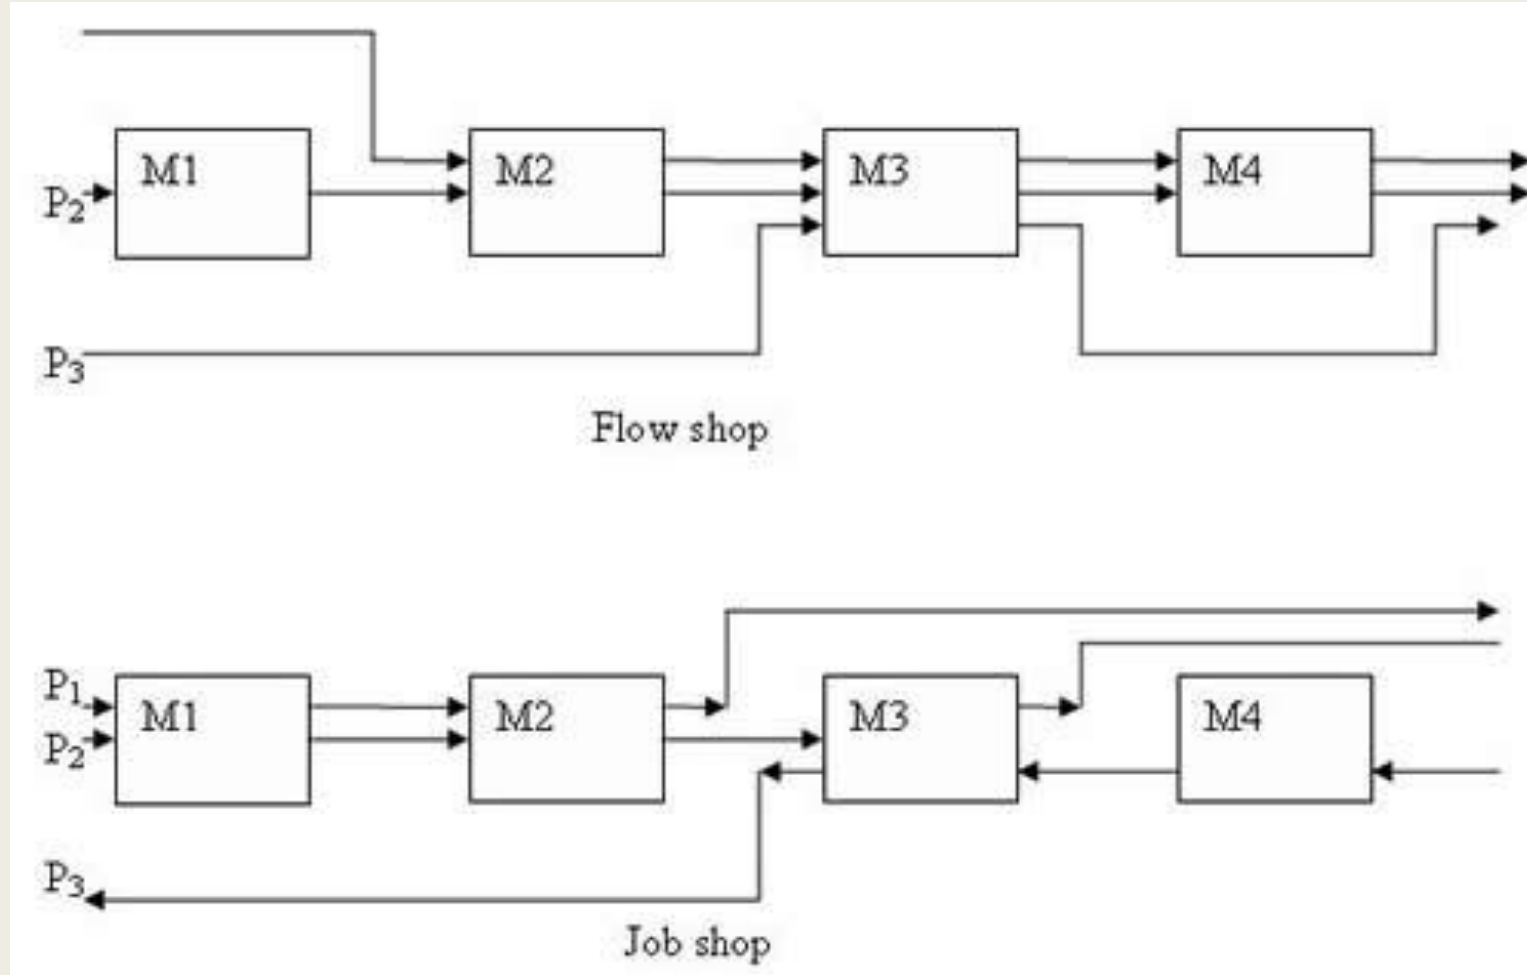 M1 M2 M3 M4
P₂
P₃
Flow shop
P₁
M1 M2 M3 M4
P₂
P₃
Job shop